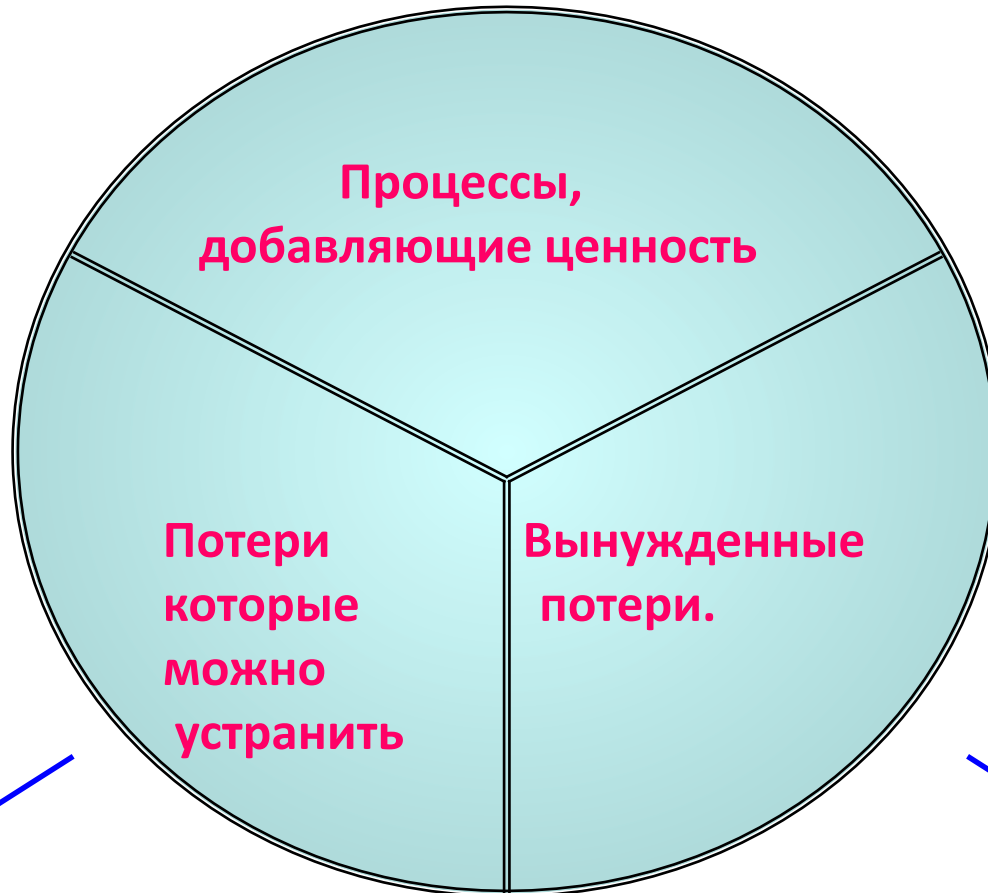 Процессы,
добавляющие ценность
Потери
которые
можно
устранить
Вынужденные
потери.